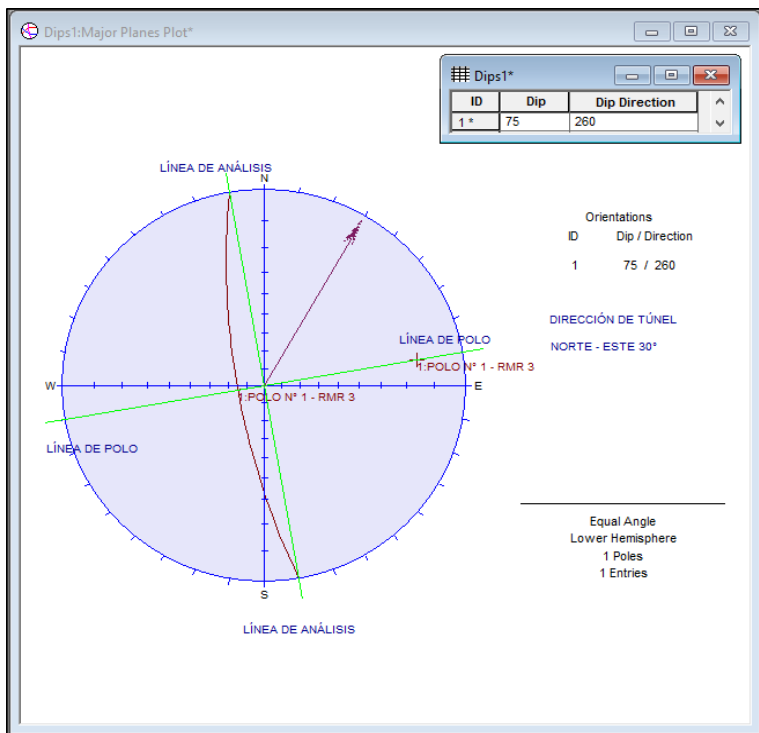 Dips1:Major Planes Plot*
Dips1*
ID Dip Dip Direction
1 * 75 260
LÍNEA DE ANÁLISIS
N
Orientations
ID Dip / Direction
1 75 / 260
DIRECCIÓN DE TÚNEL
NORTE - ESTE 30°
LÍNEA DE POLO
1:POLO N° 1 - RMR 3
W
E
1:POLO N° 1 - RMR 3
LÍNEA DE POLO
Equal Angle
Lower Hemisphere
1 Poles
1 Entries
S
LÍNEA DE ANÁLISIS